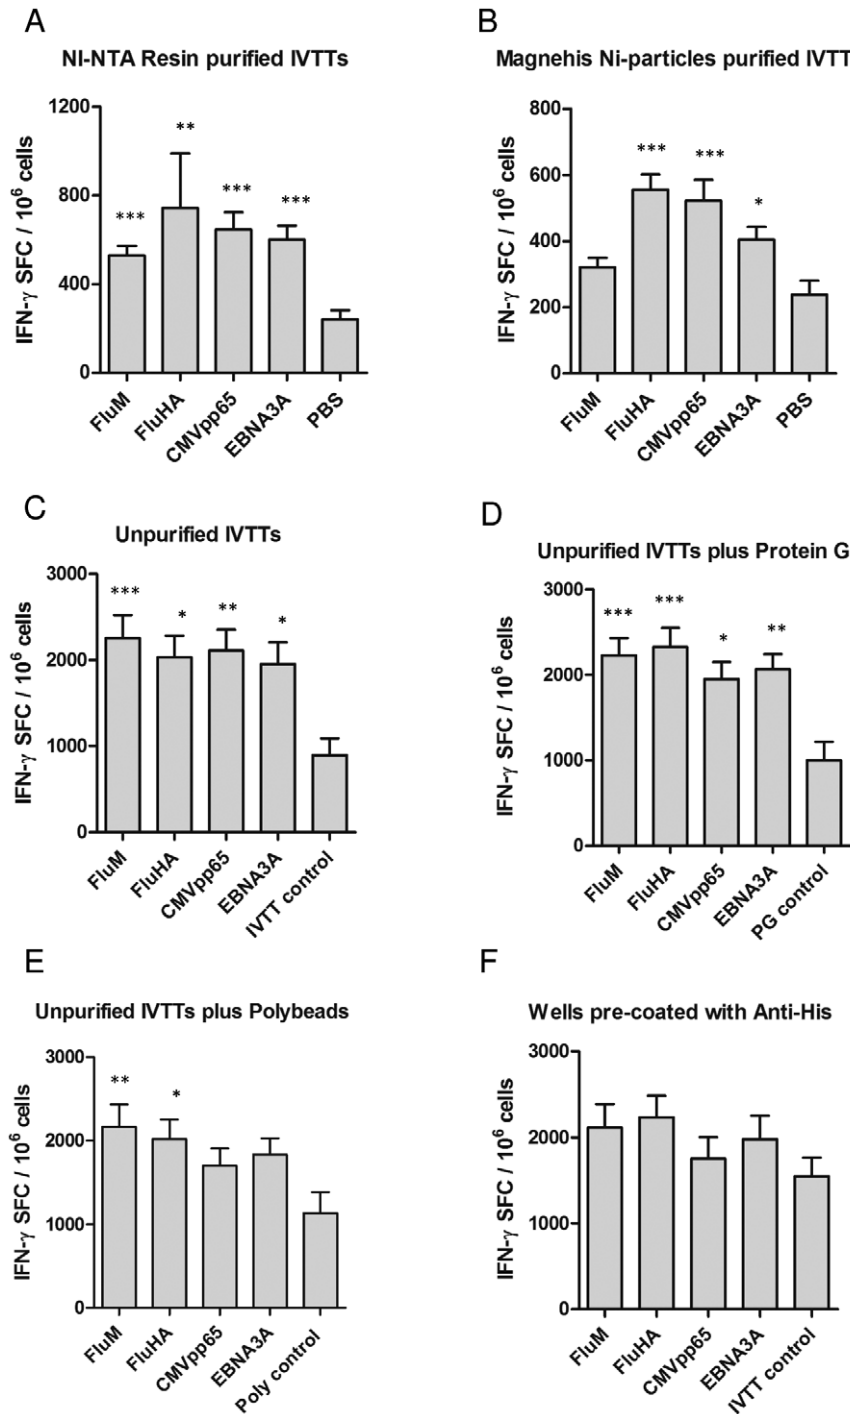 A
NI-NTA Resin purified IVTTs
IFN-γ SFC / 10⁶ cells
1200
800
400
0
***
**
***
***
FluM
FluHA
CMVpp65
EBNA3A
PBS
B
Magnehis Ni-particles purified IVTT
IFN-γ SFC / 10⁶ cells
800
600
400
200
0
***
***
*
FluM
FluHA
CMVpp65
EBNA3A
PBS
C
Unpurified IVTTs
IFN-γ SFC / 10⁶ cells
3000
2000
1000
0
***
*
**
*
FluM
FluHA
CMVpp65
EBNA3A
IVTT control
D
Unpurified IVTTs plus Protein G
IFN-γ SFC / 10⁶ cells
3000
2000
1000
0
***
***
*
**
FluM
FluHA
CMVpp65
EBNA3A
PG control
E
Unpurified IVTTs plus Polybeads
IFN-γ SFC / 10⁶ cells
3000
2000
1000
0
**
*
FluM
FluHA
CMVpp65
EBNA3A
Poly control
F
Wells pre-coated with Anti-His
IFN-γ SFC / 10⁶ cells
3000
2000
1000
0
FluM
FluHA
CMVpp65
EBNA3A
IVTT control